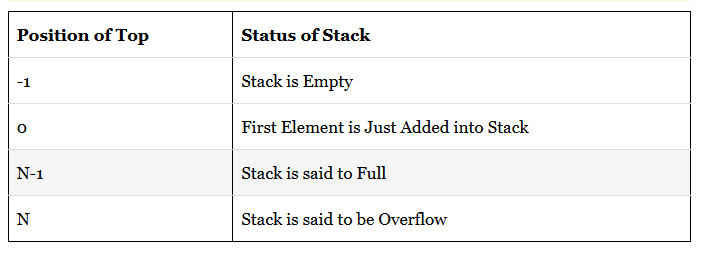 Position of Top Status of Stack
-1 Stack is Empty
0 First Element is Just Added into Stack
N-1 Stack is said to Full
N Stack is said to be Overflow